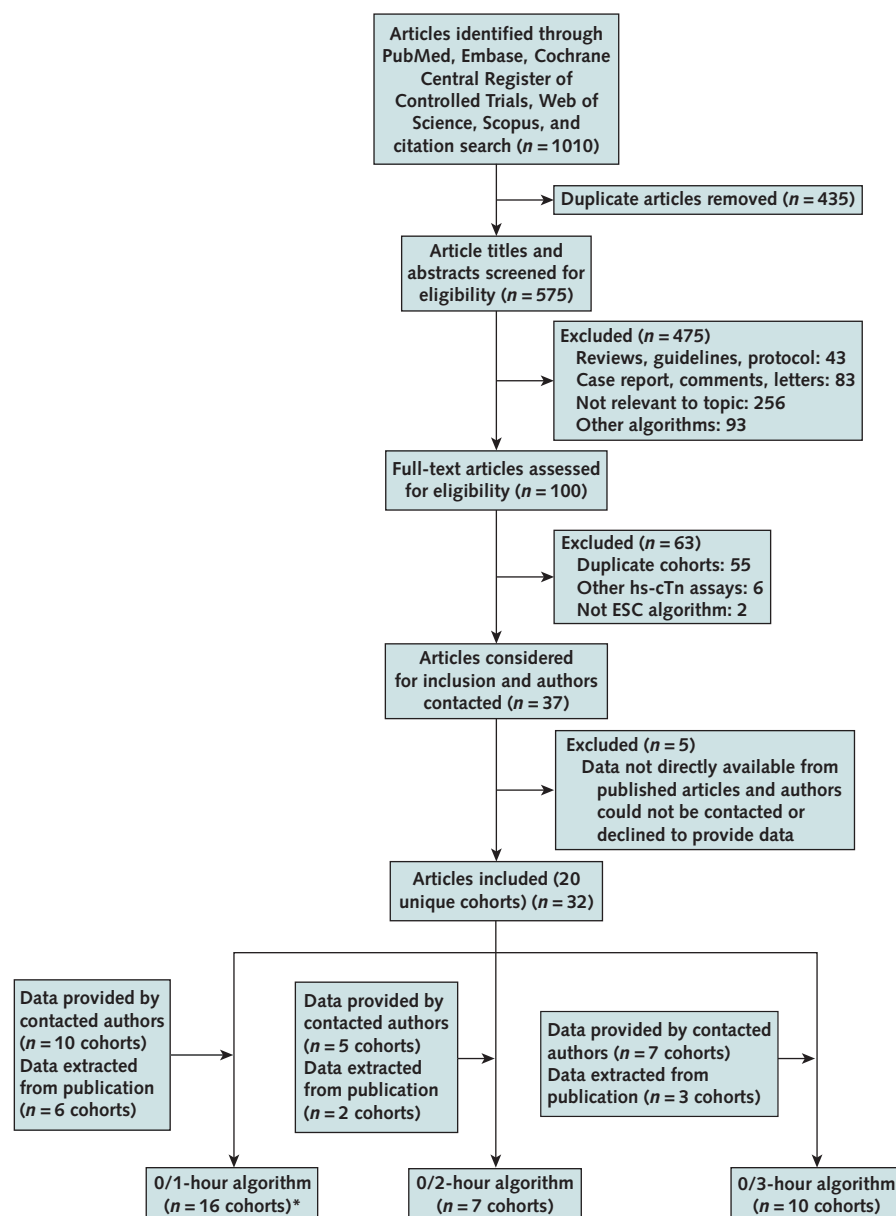 Articles identified through
PubMed, Embase, Cochrane
Central Register of
Controlled Trials, Web of
Science, Scopus, and
citation search (n = 1010)
Duplicate articles removed (n = 435)
Article titles and
abstracts screened for
eligibility (n = 575)
Excluded (n = 475)
Reviews, guidelines, protocol: 43
Case report, comments, letters: 83
Not relevant to topic: 256
Other algorithms: 93
Full-text articles assessed
for eligibility (n = 100)
Excluded (n = 63)
Duplicate cohorts: 55
Other hs-cTn assays: 6
Not ESC algorithm: 2
Articles considered
for inclusion and authors
contacted (n = 37)
Excluded (n = 5)
Data not directly available from
published articles and authors
could not be contacted or
declined to provide data
Articles included (20
unique cohorts) (n = 32)
Data provided by
contacted authors
(n = 10 cohorts)
Data extracted
from publication
(n = 6 cohorts)
Data provided by
contacted authors
(n = 5 cohorts)
Data extracted
from publication
(n = 2 cohorts)
Data provided by contacted
authors (n = 7 cohorts)
Data extracted from
publication (n = 3 cohorts)
0/1-hour algorithm
(n = 16 cohorts)*
0/2-hour algorithm
(n = 7 cohorts)
0/3-hour algorithm
(n = 10 cohorts)